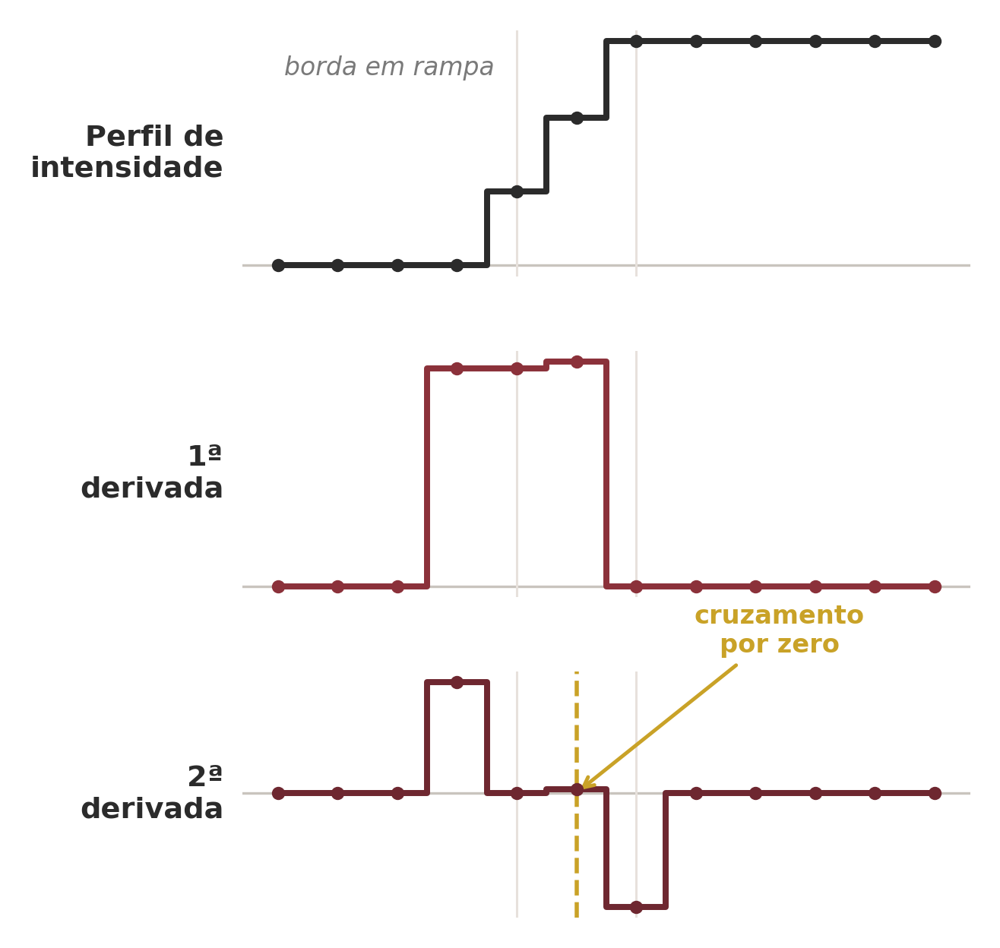 borda em rampa
Perfil de
intensidade
1ª
derivada
cruzamento
por zero
2ª
derivada